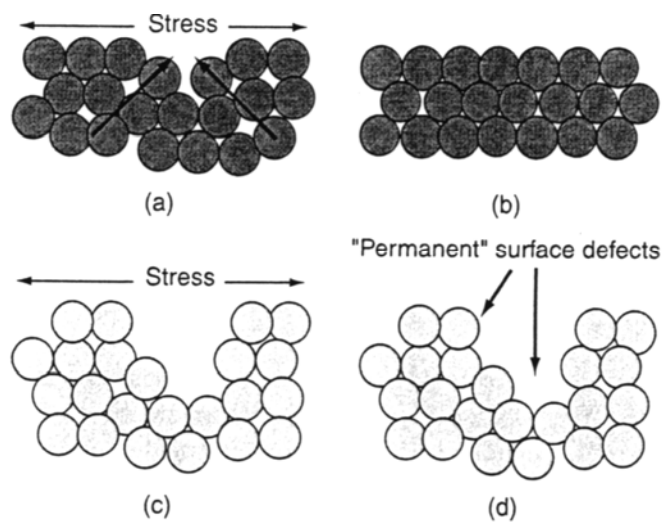 Stress
(a)
(b)
"Permanent" surface defects
Stress
(c)
(d)